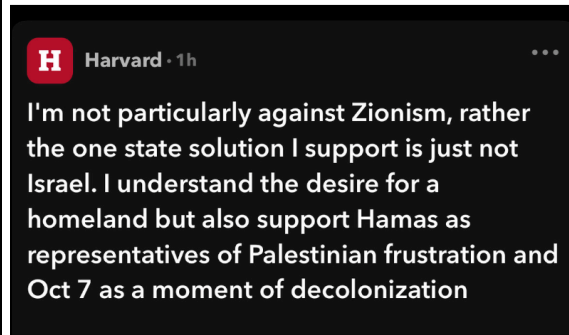 H Harvard · 1h
I'm not particularly against Zionism, rather
the one state solution I support is just not
Israel. I understand the desire for a
homeland but also support Hamas as
representatives of Palestinian frustration and
Oct 7 as a moment of decolonization